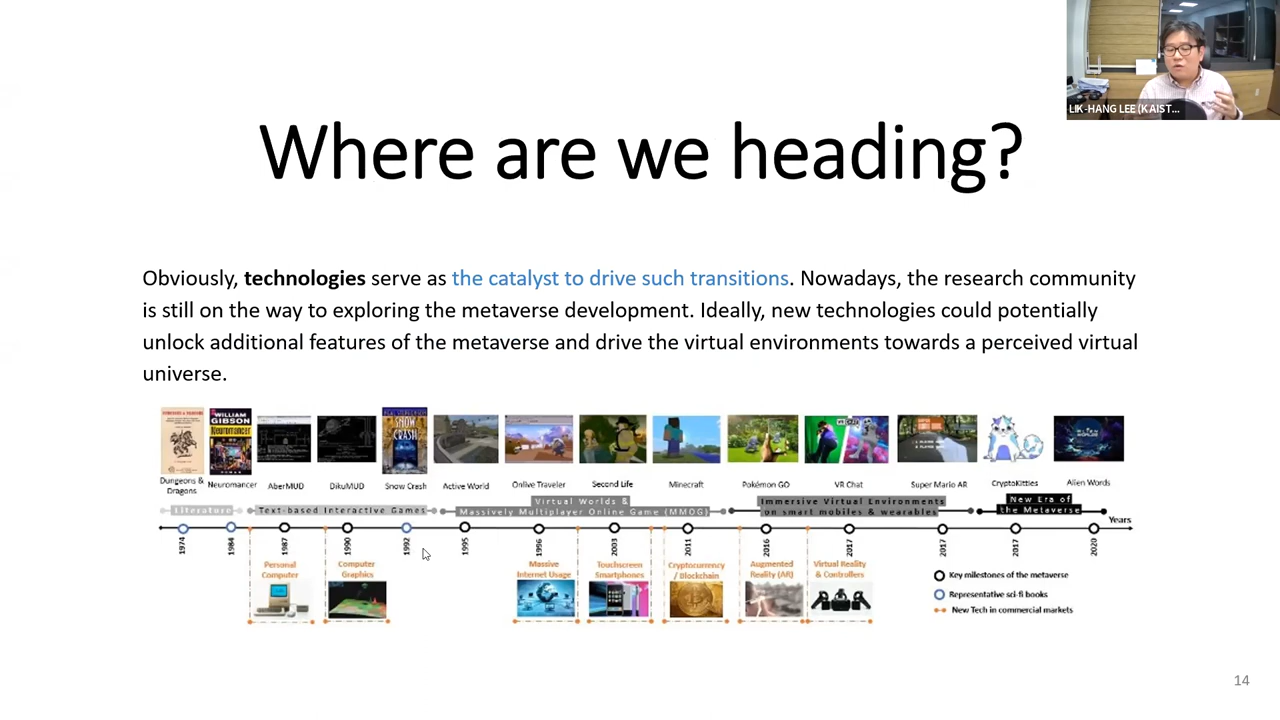 LIK-HANG LEE (KAIST...
Where are we heading?
Obviously, technologies serve as the catalyst to drive such transitions. Nowadays, the research community
is still on the way to exploring the metaverse development. Ideally, new technologies could potentially
unlock additional features of the metaverse and drive the virtual environments towards a perceived virtual
universe.
WILLIAM
GIBSON
Neuromancer
SNOW
CRASH
Dungeons &
Dragons
Neuromancer
AberMUD
DikuMUD
Snow Crash
Active World
Onlive Traveler
Second Life
Minecraft
Pokémon GO
VR Chat
Super Mario AR
CryptoKitties
Alien Words
Literature
Text-based Interactive Games
Virtual Worlds &
Massively Multiplayer Online Game (MMOG)
Immersive Virtual Environments
on smart mobiles & wearables
New Era of
the Metaverse
Years
1974
1984
1987
1990
1992
1995
1996
2003
2011
2016
2017
2017
2017
2020
Personal
Computer
Computer
Graphics
Massive
Internet Usage
Touchscreen
Smartphones
Cryptocurrency
/ Blockchain
Augmented
Reality (AR)
Virtual Reality
& Controllers
Key milestones of the metaverse
Representative sci-fi books
New Tech in commercial markets
14